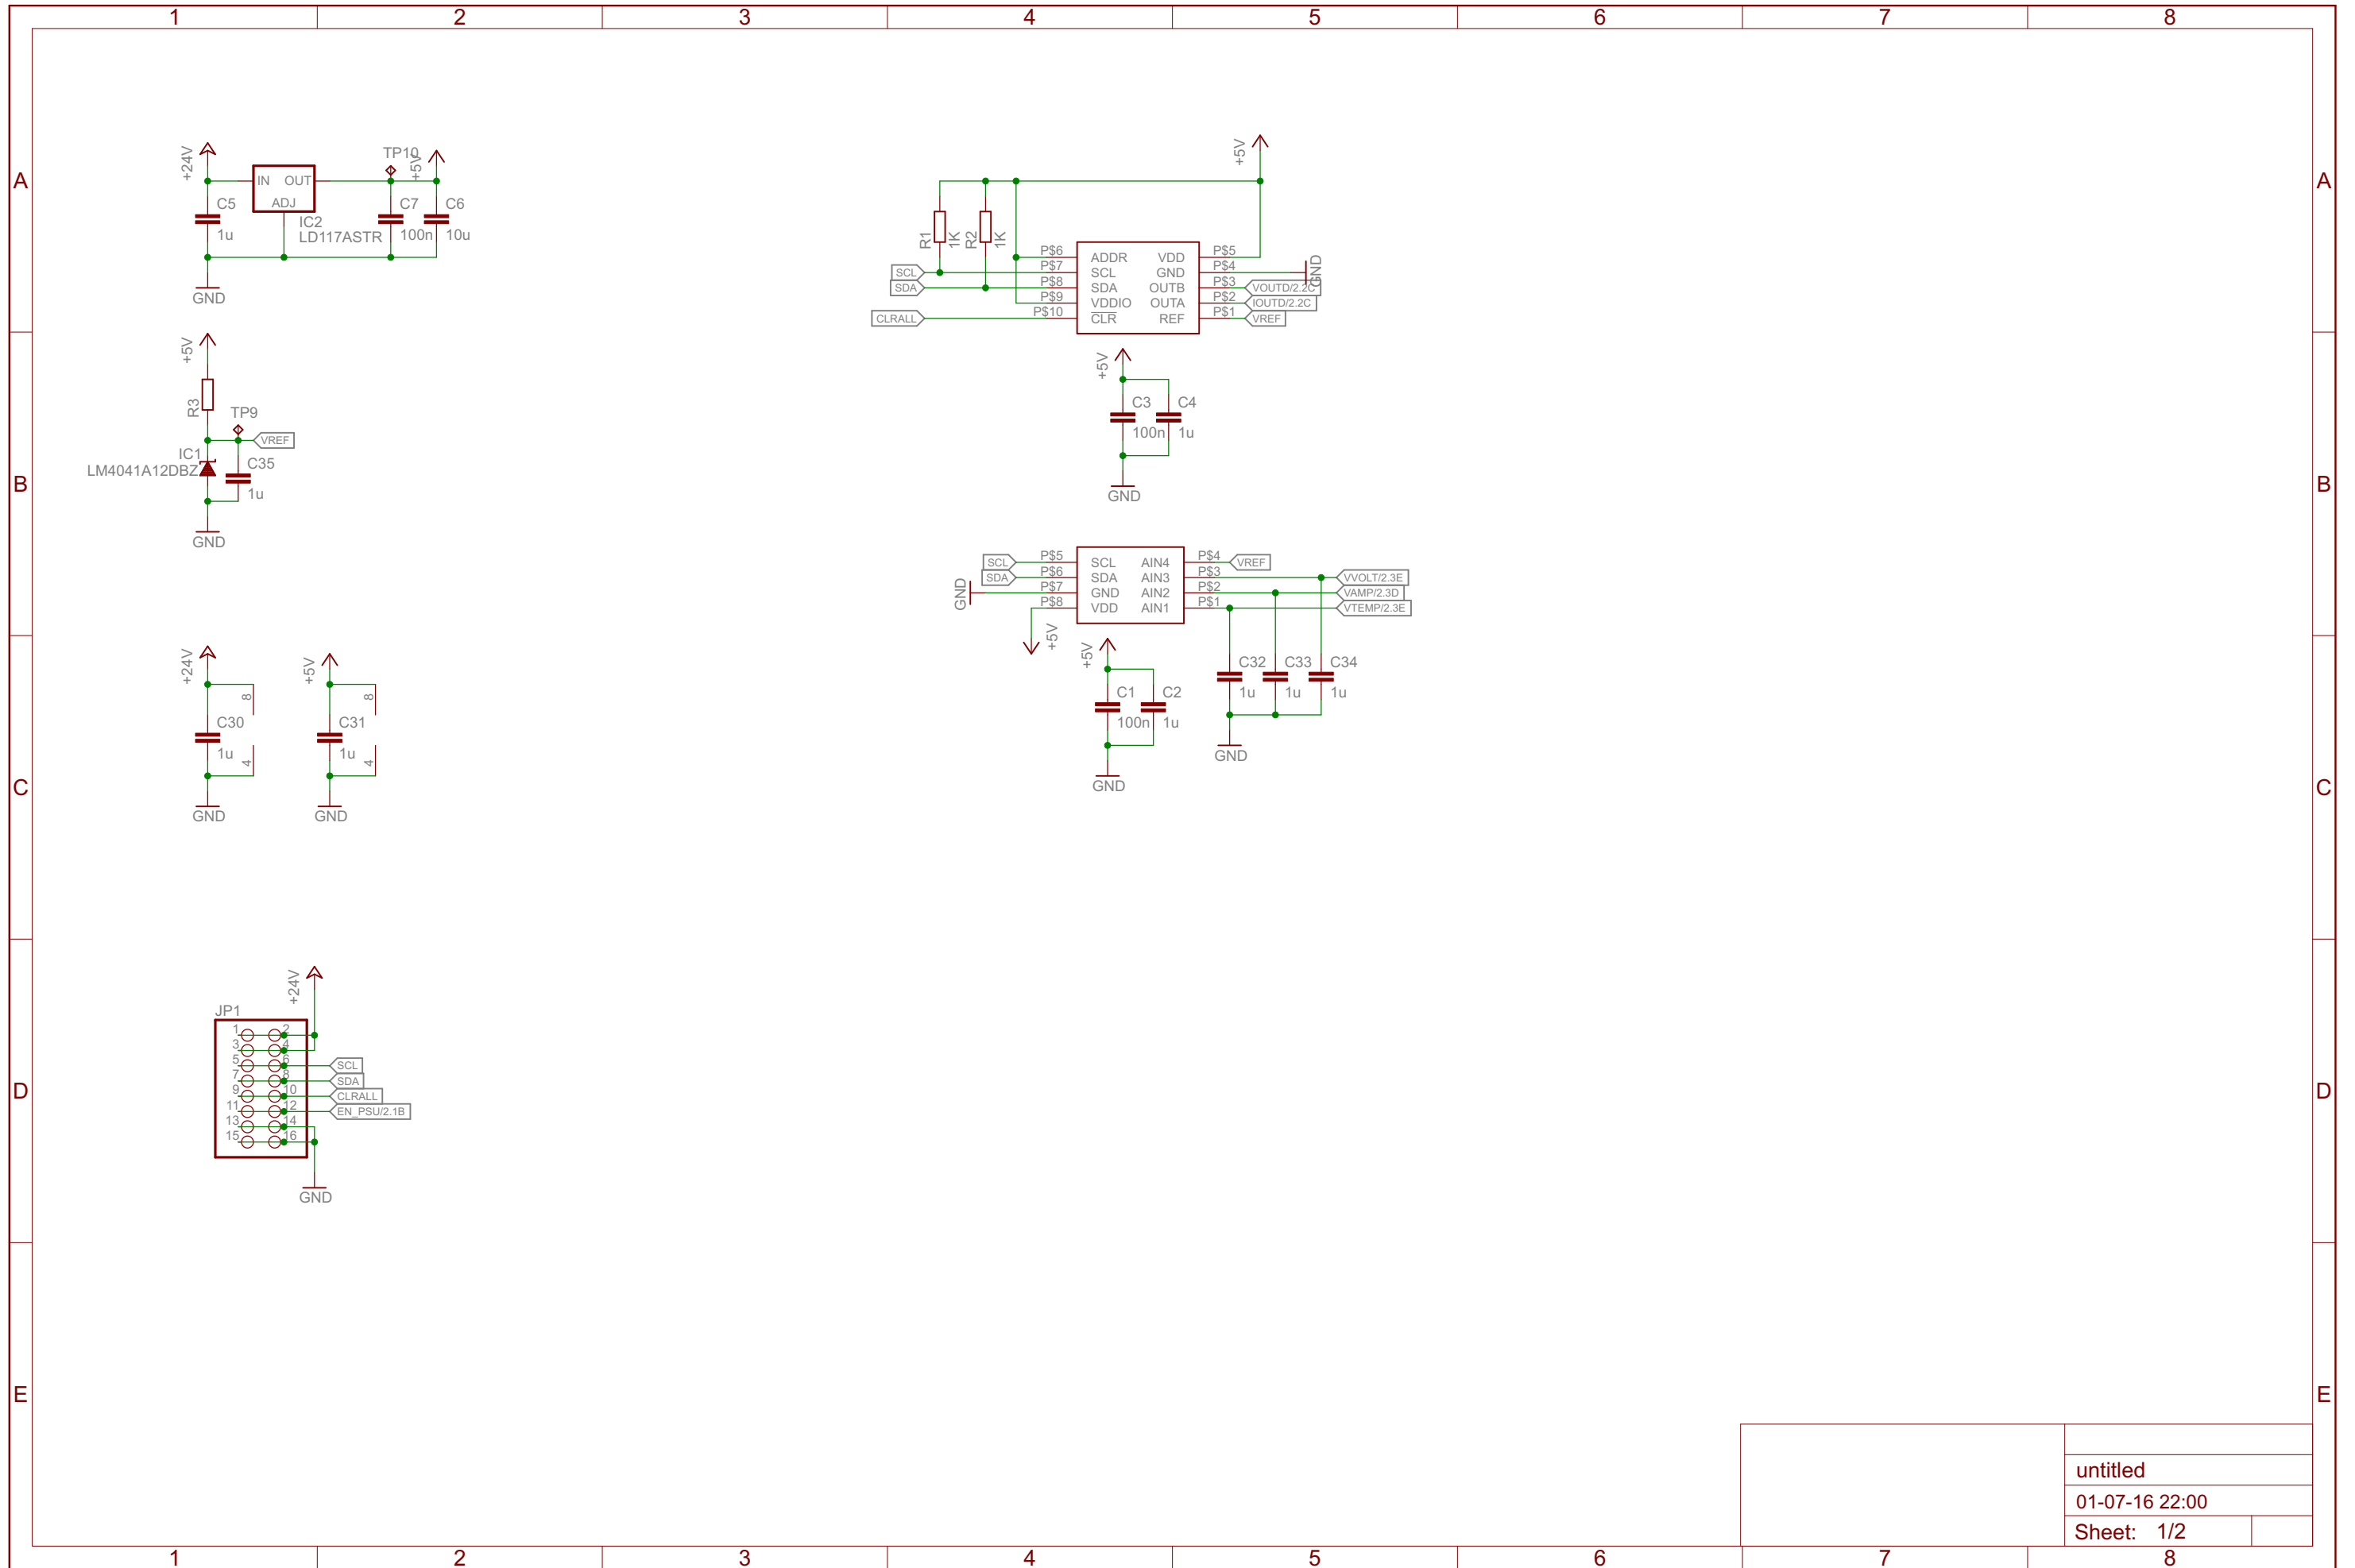 1 2 3 4 5 6 7 8
A A
B B
C C
D D
E E
+24V
IN OUT
ADJ
C5
1u
IC2
LD117ASTR
TP10
+5V
C7
100n
C6
10u
GND
+5V
R3
TP9
VREF
IC1
LM4041A12DBZ
C35
1u
GND
+24V
8
C30
1u
4
GND
+5V
8
C31
1u
4
GND
+24V
JP1
1 2
3 4
5 6 SCL
7 8 SDA
9 10 CLRALL
11 12 EN_PSU/2.1B
13 14
15 16
GND
+5V
R1
1K
R2
1K
P$6 ADDR VDD P$5
SCL P$7 SCL GND P$4 GND
SDA P$8 SDA OUTB P$3 VOUTD/2.2C
P$9 VDDIO OUTA P$2 IOUTD/2.2C
CLRALL P$10 CLR REF P$1 VREF
+5V
C3 C4
100n 1u
GND
SCL P$5 SCL AIN4 P$4 VREF
SDA P$6 SDA AIN3 P$3 VVOLT/2.3E
GND P$7 GND AIN2 P$2 VAMP/2.3D
P$8 VDD AIN1 P$1 VTEMP/2.3E
+5V
+5V
C1 C2
100n 1u
GND
C32 C33 C34
1u 1u 1u
GND
untitled
01-07-16 22:00
Sheet: 1/2
1 2 3 4 5 6 7 8